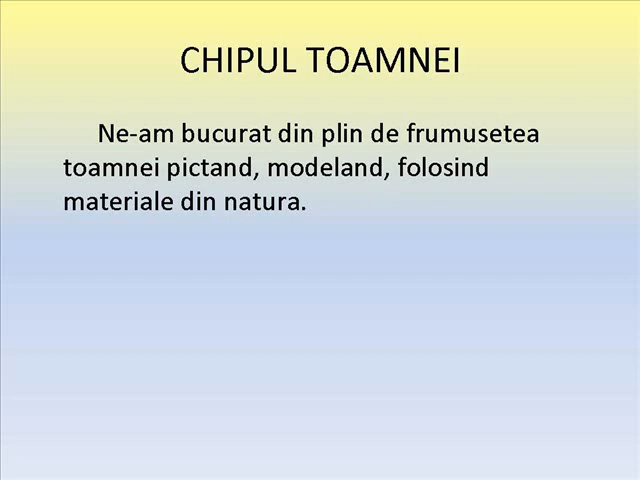 CHIPUL TOAMNEI
Ne-am bucurat din plin de frumusetea
toamnei pictand, modeland, folosind
materiale din natura.